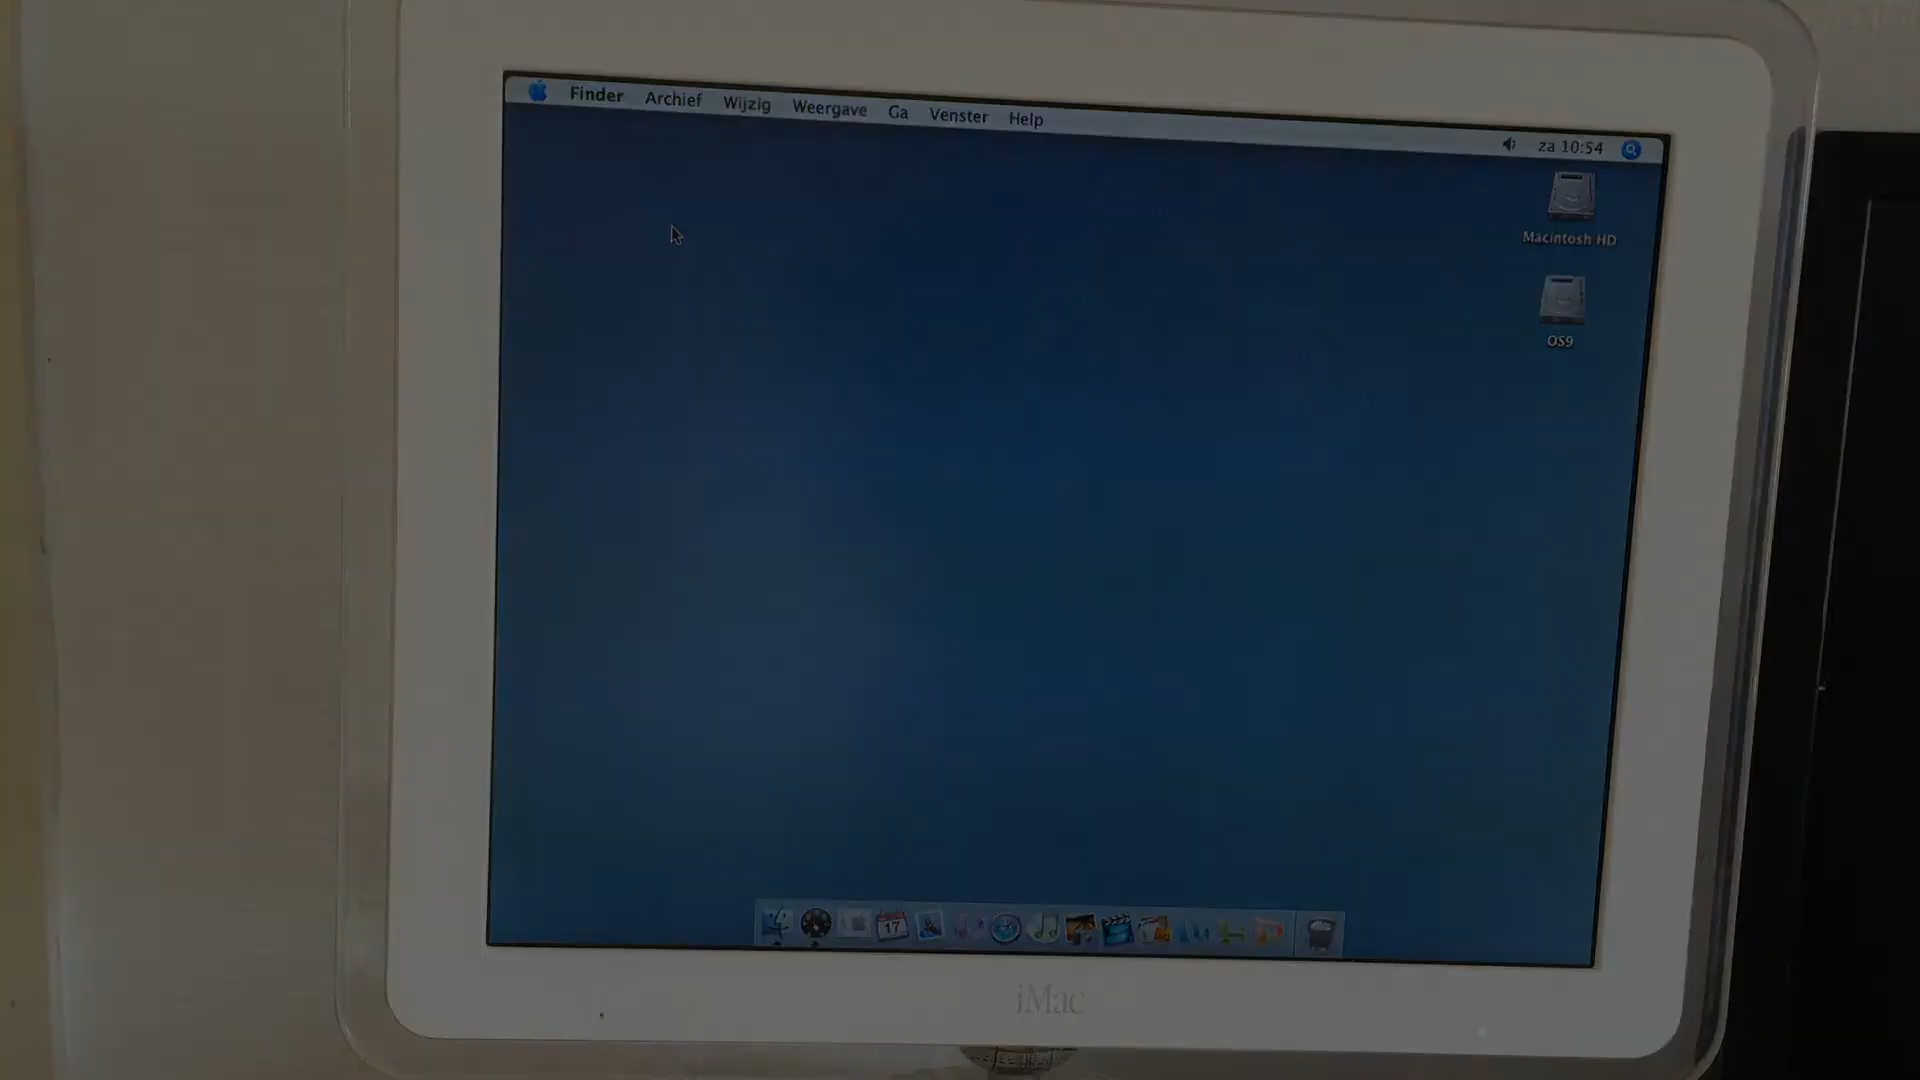 Finder Archief Wijzig Weergave Ga Venster Help
za 10:54
Macintosh HD
OS9
17
iMac